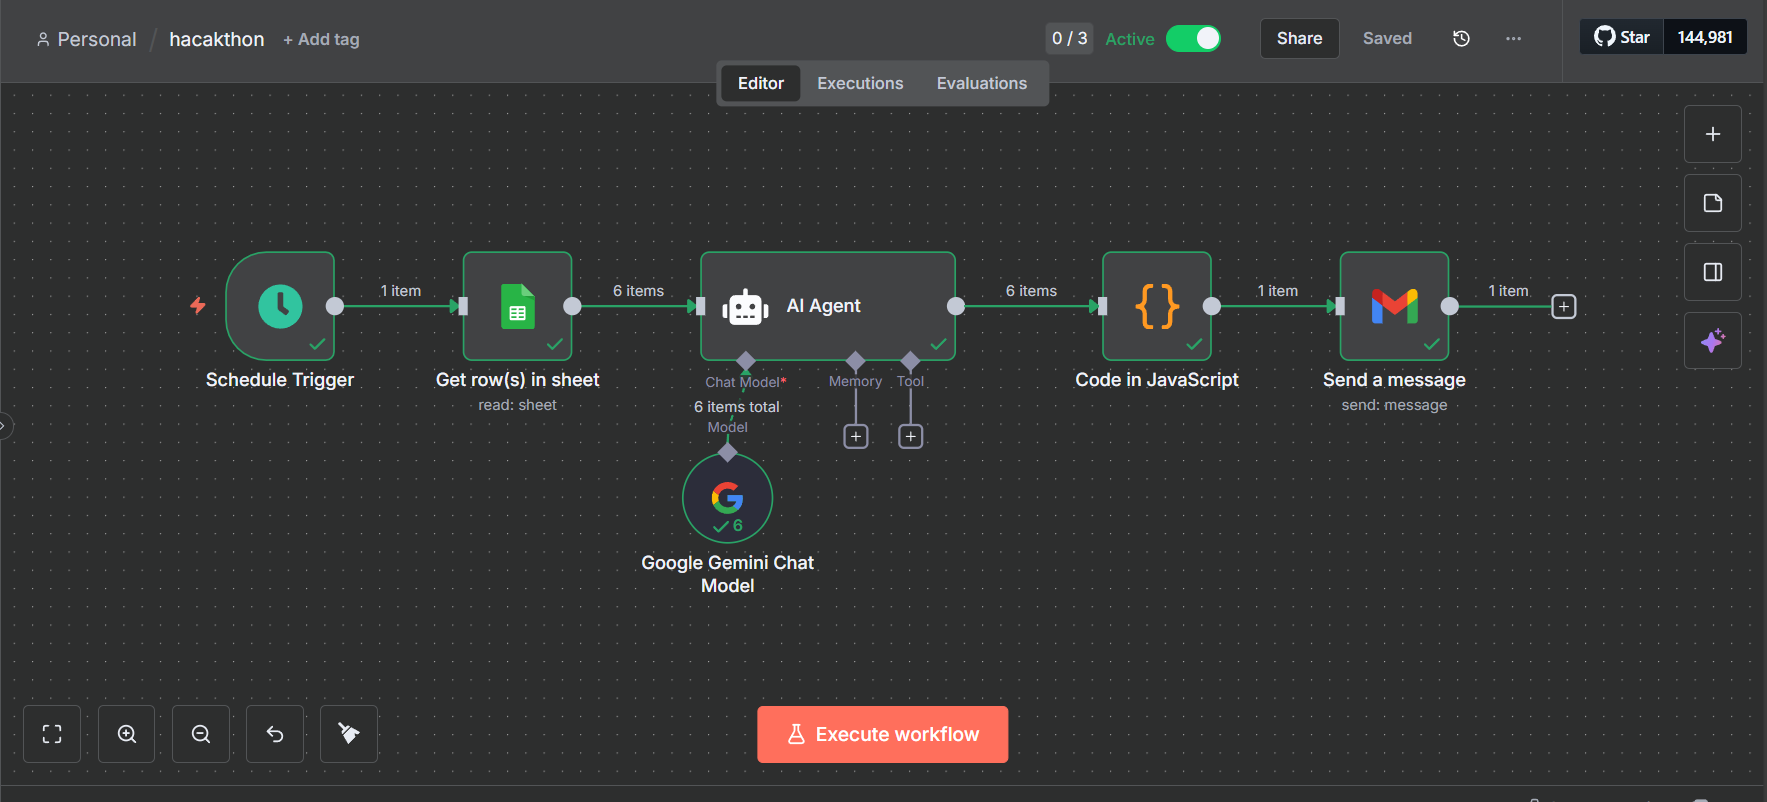 Personal / hacakthon + Add tag
0 / 3 Active Share Saved ... Star 144,981
Editor Executions Evaluations
1 item 6 items 6 items 1 item 1 item
AI Agent
Schedule Trigger Get row(s) in sheet Chat Model* Memory Tool Code in JavaScript Send a message
read: sheet 6 items total send: message
Model
G
6
Google Gemini Chat
Model
Execute workflow